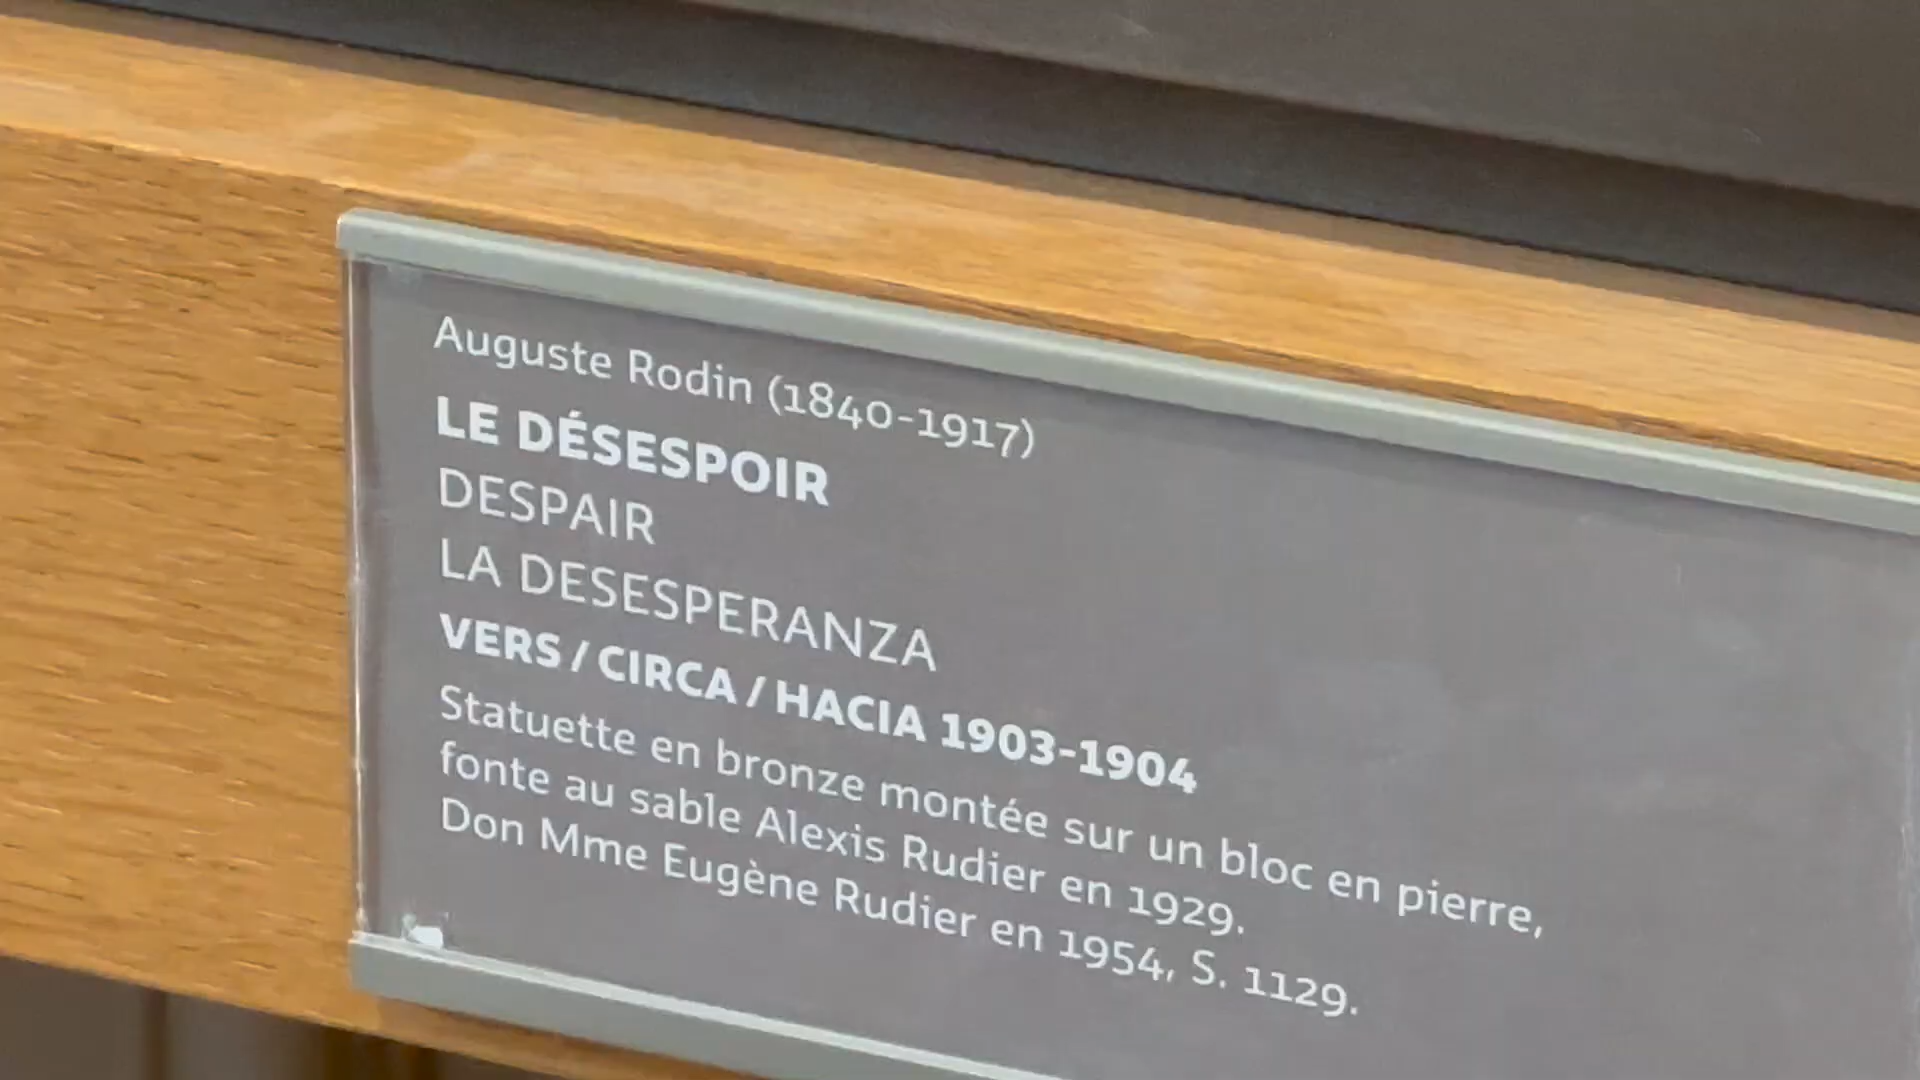 Auguste Rodin (1840-1917)
LE DÉSESPOIR
DESPAIR
LA DESESPERANZA
VERS / CIRCA / HACIA 1903-1904
Statuette en bronze montée sur un bloc en pierre,
fonte au sable Alexis Rudier en 1929.
Don Mme Eugène Rudier en 1954, S. 1129.